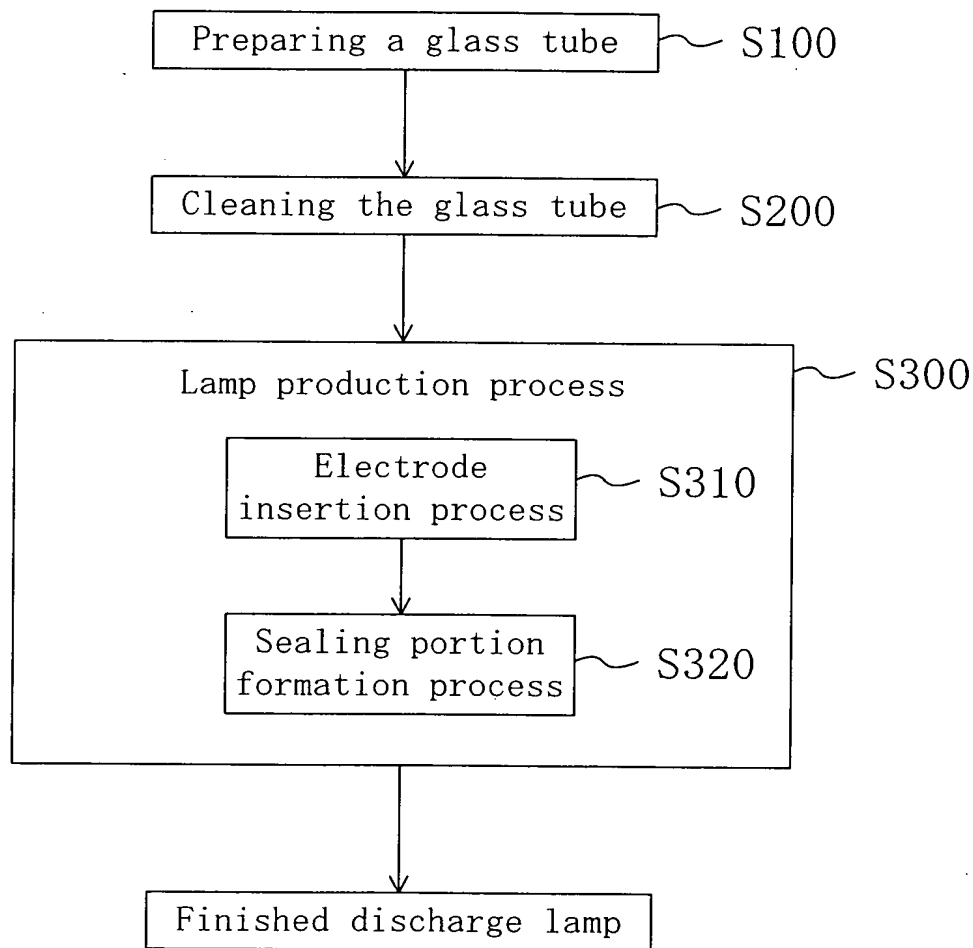 Preparing a glass tube S100
Cleaning the glass tube S200
Lamp production process S300
Electrode
insertion process S310
Sealing portion
formation process S320
Finished discharge lamp